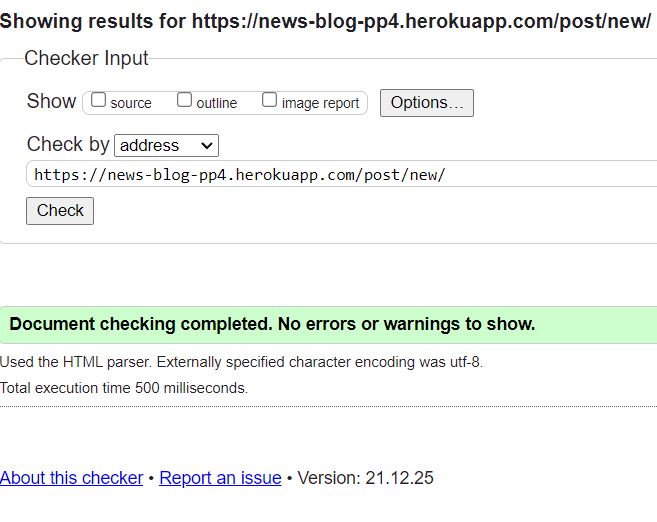 Showing results for https://news-blog-pp4.herokuapp.com/post/new/
Checker Input
Show source outline image report Options...
Check by address
https://news-blog-pp4.herokuapp.com/post/new/
Check
Document checking completed. No errors or warnings to show.
Used the HTML parser. Externally specified character encoding was utf-8.
Total execution time 500 milliseconds.
About this checker • Report an issue • Version: 21.12.25